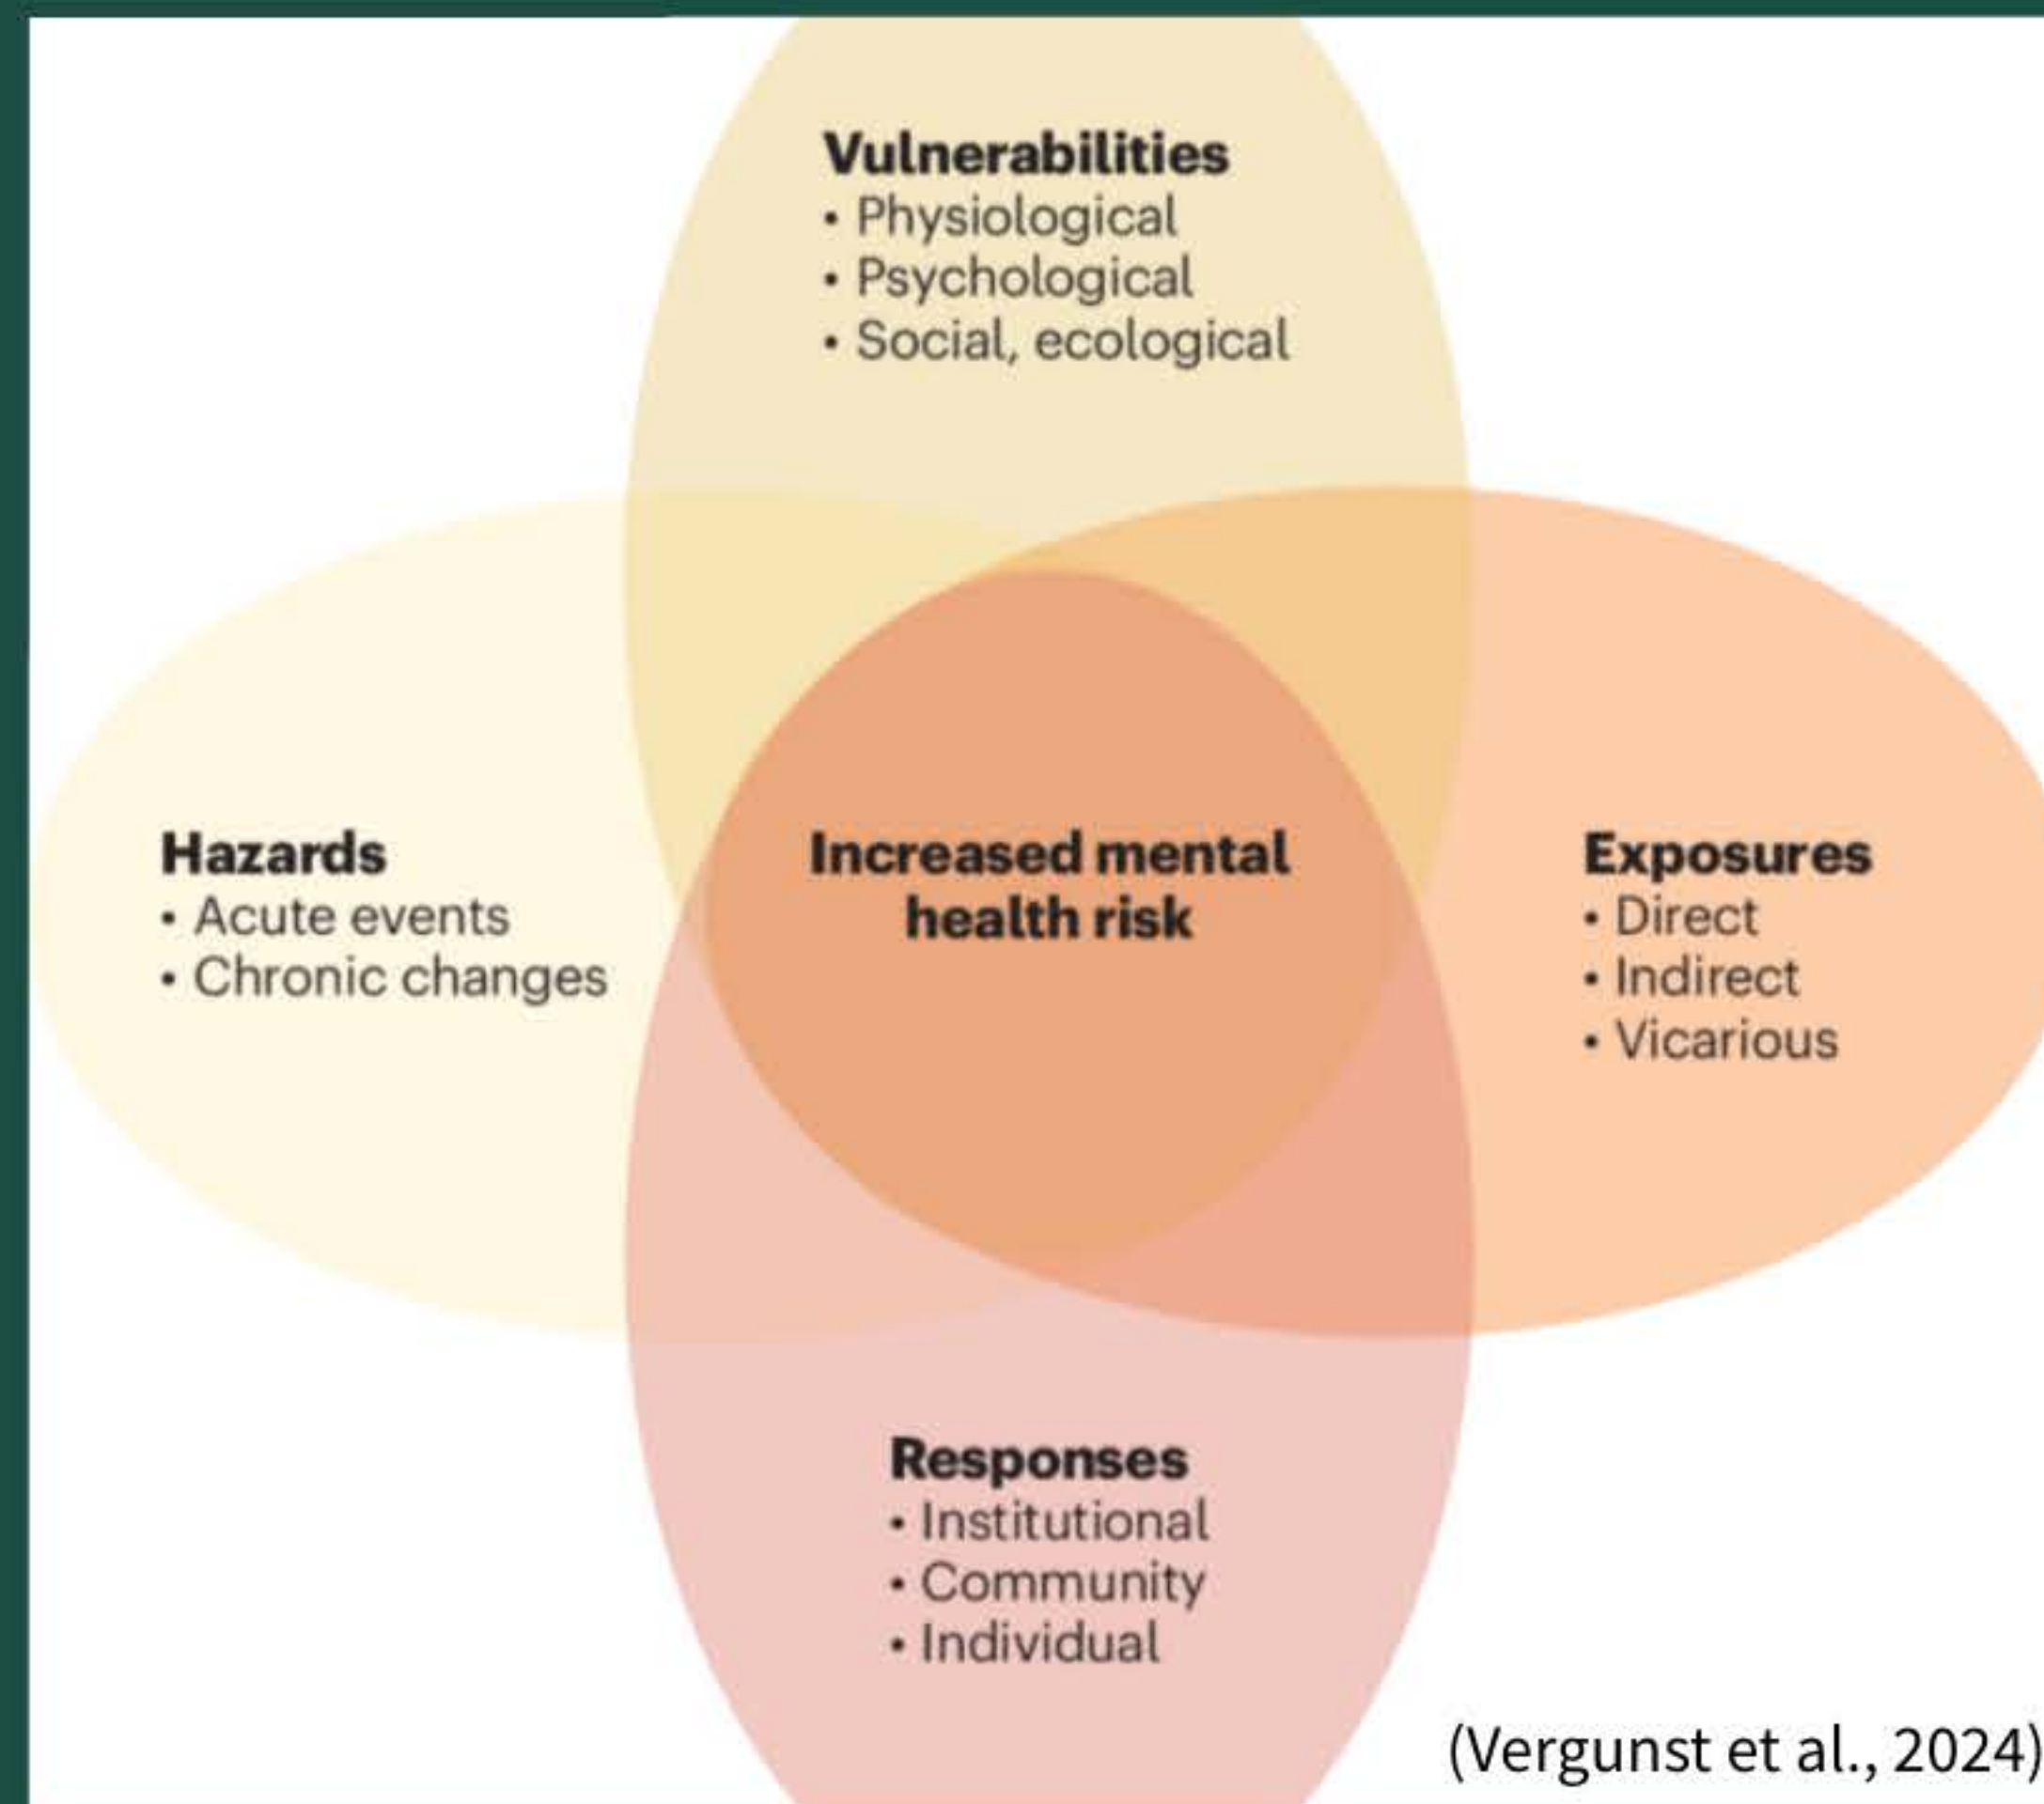 Vulnerabilities
• Physiological
• Psychological
• Social, ecological
Hazards
• Acute events
• Chronic changes
Increased mental
health risk
Exposures
• Direct
• Indirect
• Vicarious
Responses
• Institutional
• Community
• Individual
(Vergunst et al., 2024)